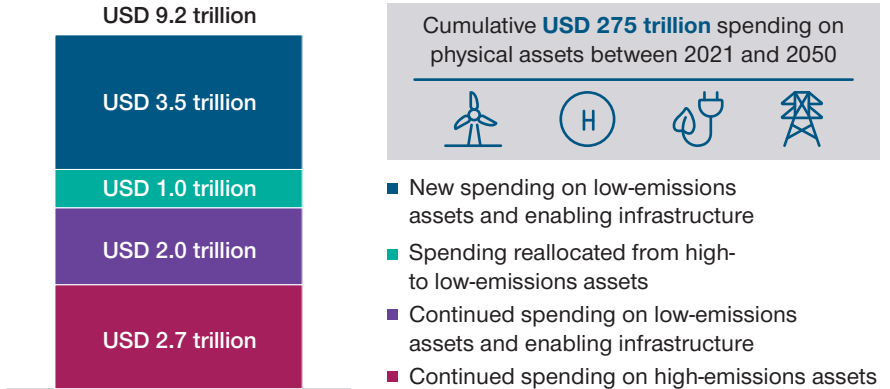 USD 9.2 trillion
USD 3.5 trillion
USD 1.0 trillion
USD 2.0 trillion
USD 2.7 trillion
Cumulative USD 275 trillion spending on
physical assets between 2021 and 2050
H
New spending on low-emissions
assets and enabling infrastructure
Spending reallocated from high-
to low-emissions assets
Continued spending on low-emissions
assets and enabling infrastructure
Continued spending on high-emissions assets